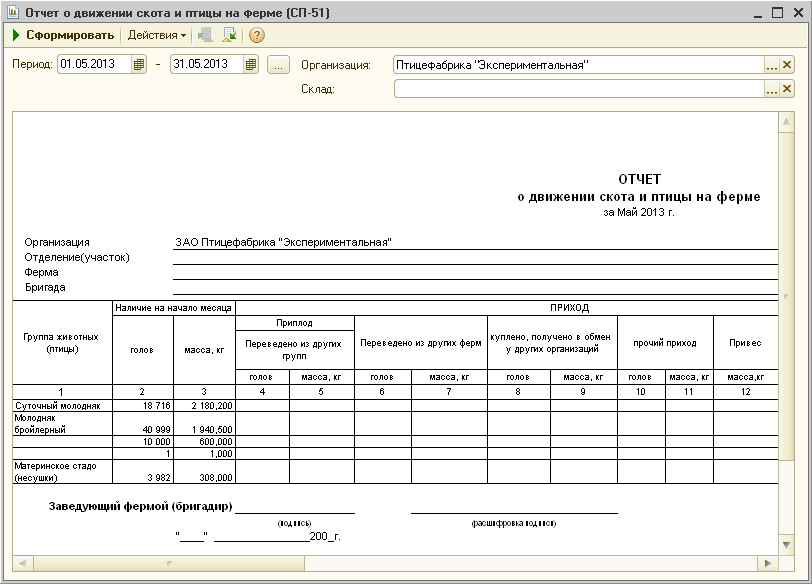 Отчет о движении скота и птицы на ферме (СП-51)
Сформировать Действия
Период: 01.05.2013 - 31.05.2013 ... Организация: Птицефабрика "Экспериментальная" ...
Склад: ...
ОТЧЕТ
о движении скота и птицы на ферме
за Май 2013 г.
Организация ЗАО Птицефабрика "Экспериментальная"
Отделение(участок)
Ферма
Бригада
Группа животных (птицы) Наличие на начало месяца ПРИХОД
голов масса, кг Приплод Переведено из других ферм куплено, получено в обмен у других организаций прочий приход Привес
Переведено из других групп
голов масса, кг голов масса, кг голов масса, кг голов масса, кг масса,кг
1 2 3 4 5 6 7 8 9 10 11 12
Суточный молодняк 18 716 2 180,200
Молодняк
бройлерный 40 999 1 940,500
10 000 600,000
1 1,000
Материнское стадо
(несушки) 3 982 308,000
Заведующий фермой (бригадир)
(подпись) (расшифровка подписи)
"____" ________________200_г.